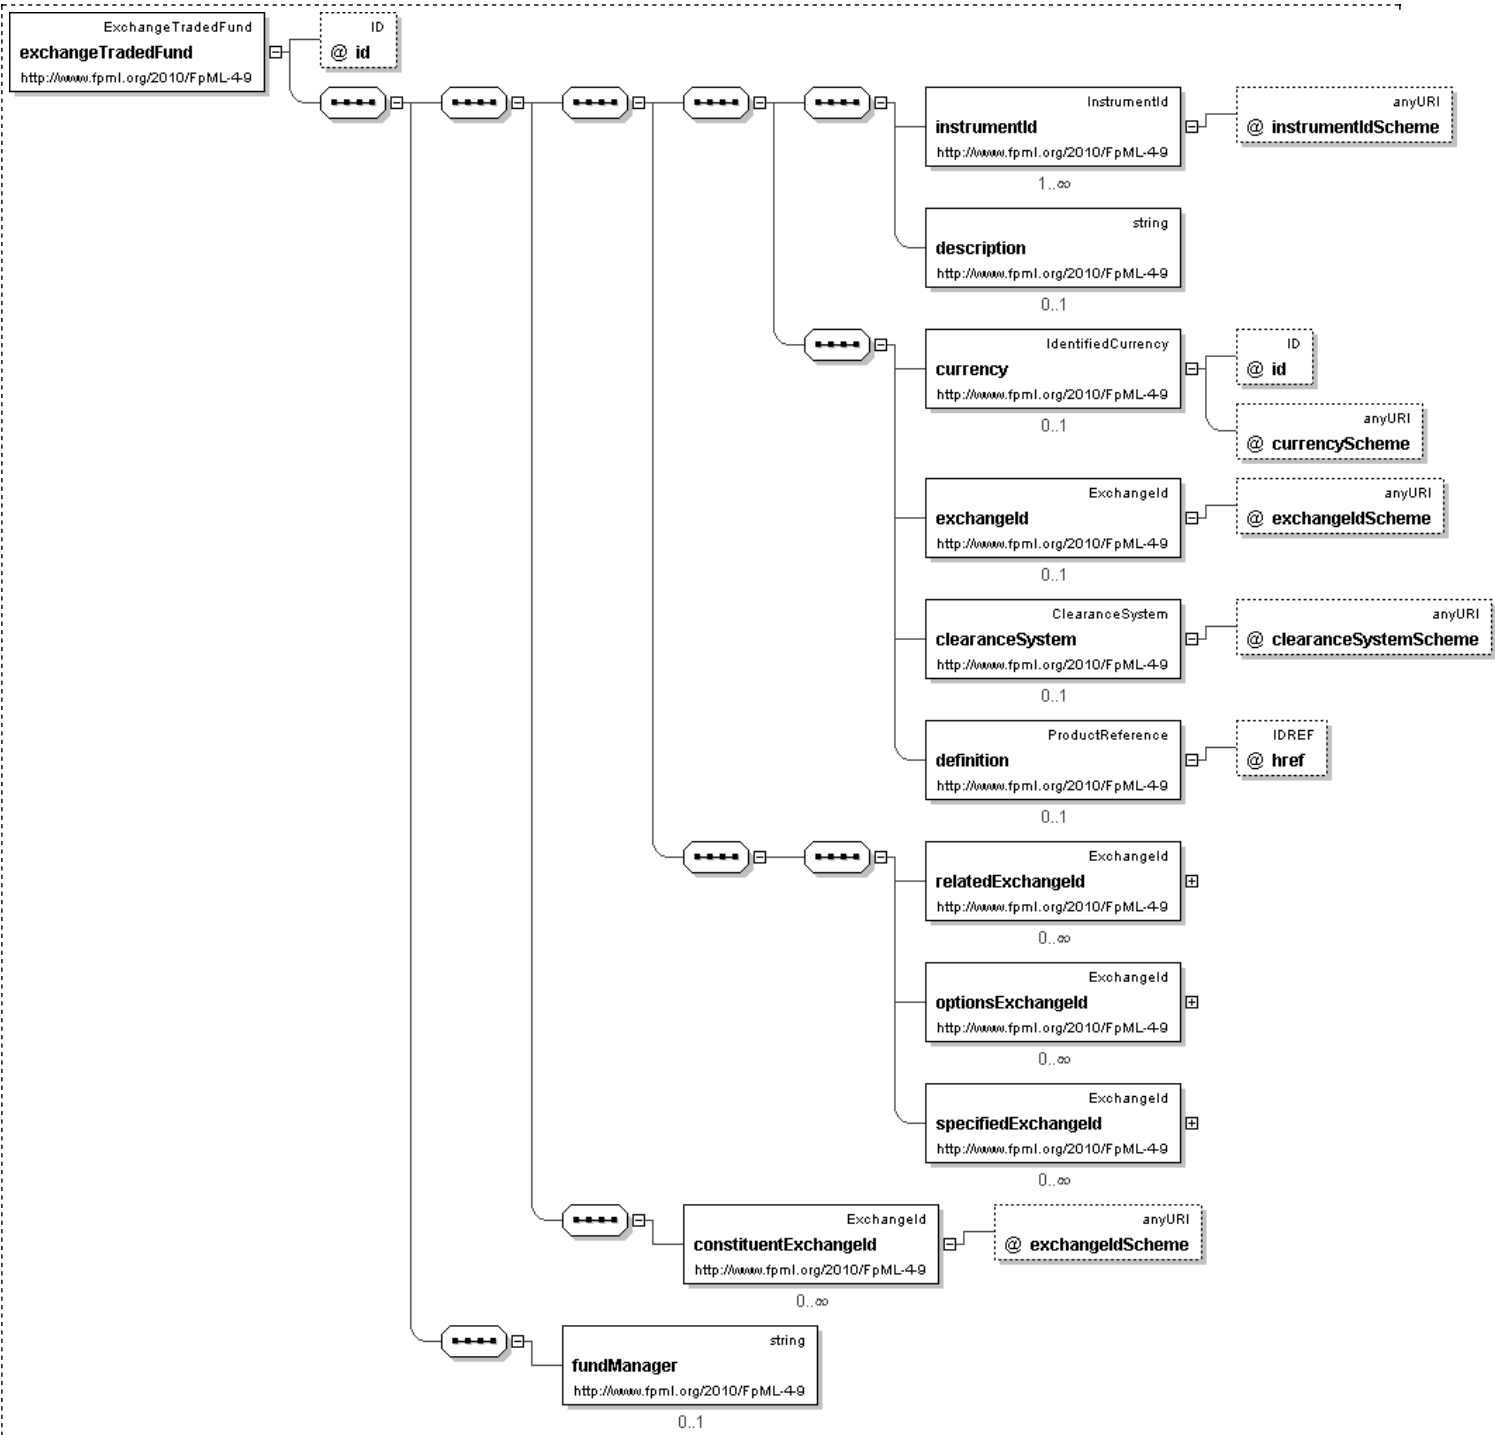 ExchangeTradedFund
exchangeTradedFund
http://www.fpml.org/2010/FpML-4-9
ID
@ id
InstrumentId
instrumentId
http://www.fpml.org/2010/FpML-4-9
1..∞
anyURI
@ instrumentIdScheme
string
description
http://www.fpml.org/2010/FpML-4-9
0..1
IdentifiedCurrency
currency
http://www.fpml.org/2010/FpML-4-9
0..1
ID
@ id
anyURI
@ currencyScheme
ExchangeId
exchangeId
http://www.fpml.org/2010/FpML-4-9
0..1
anyURI
@ exchangeIdScheme
ClearanceSystem
clearanceSystem
http://www.fpml.org/2010/FpML-4-9
0..1
anyURI
@ clearanceSystemScheme
ProductReference
definition
http://www.fpml.org/2010/FpML-4-9
0..1
IDREF
@ href
ExchangeId
relatedExchangeId
http://www.fpml.org/2010/FpML-4-9
0..∞
ExchangeId
optionsExchangeId
http://www.fpml.org/2010/FpML-4-9
0..∞
ExchangeId
specifiedExchangeId
http://www.fpml.org/2010/FpML-4-9
0..∞
ExchangeId
constituentExchangeId
http://www.fpml.org/2010/FpML-4-9
0..∞
anyURI
@ exchangeIdScheme
string
fundManager
http://www.fpml.org/2010/FpML-4-9
0..1